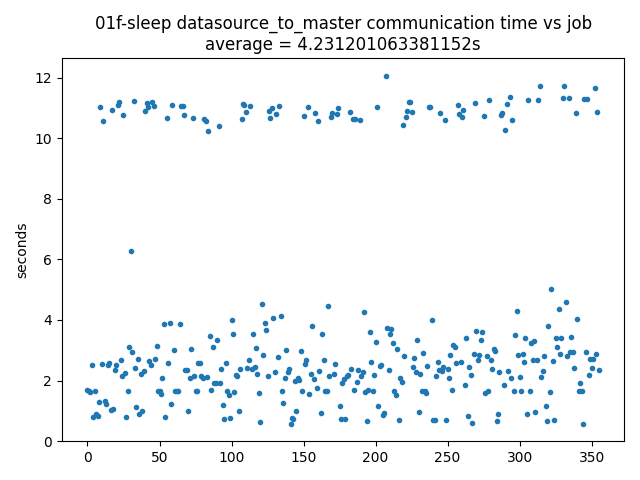 01f-sleep datasource_to_master communication time vs job
average = 4.231201063381152s
12
10
8
6
4
2
0
seconds
0 50 100 150 200 250 300 350